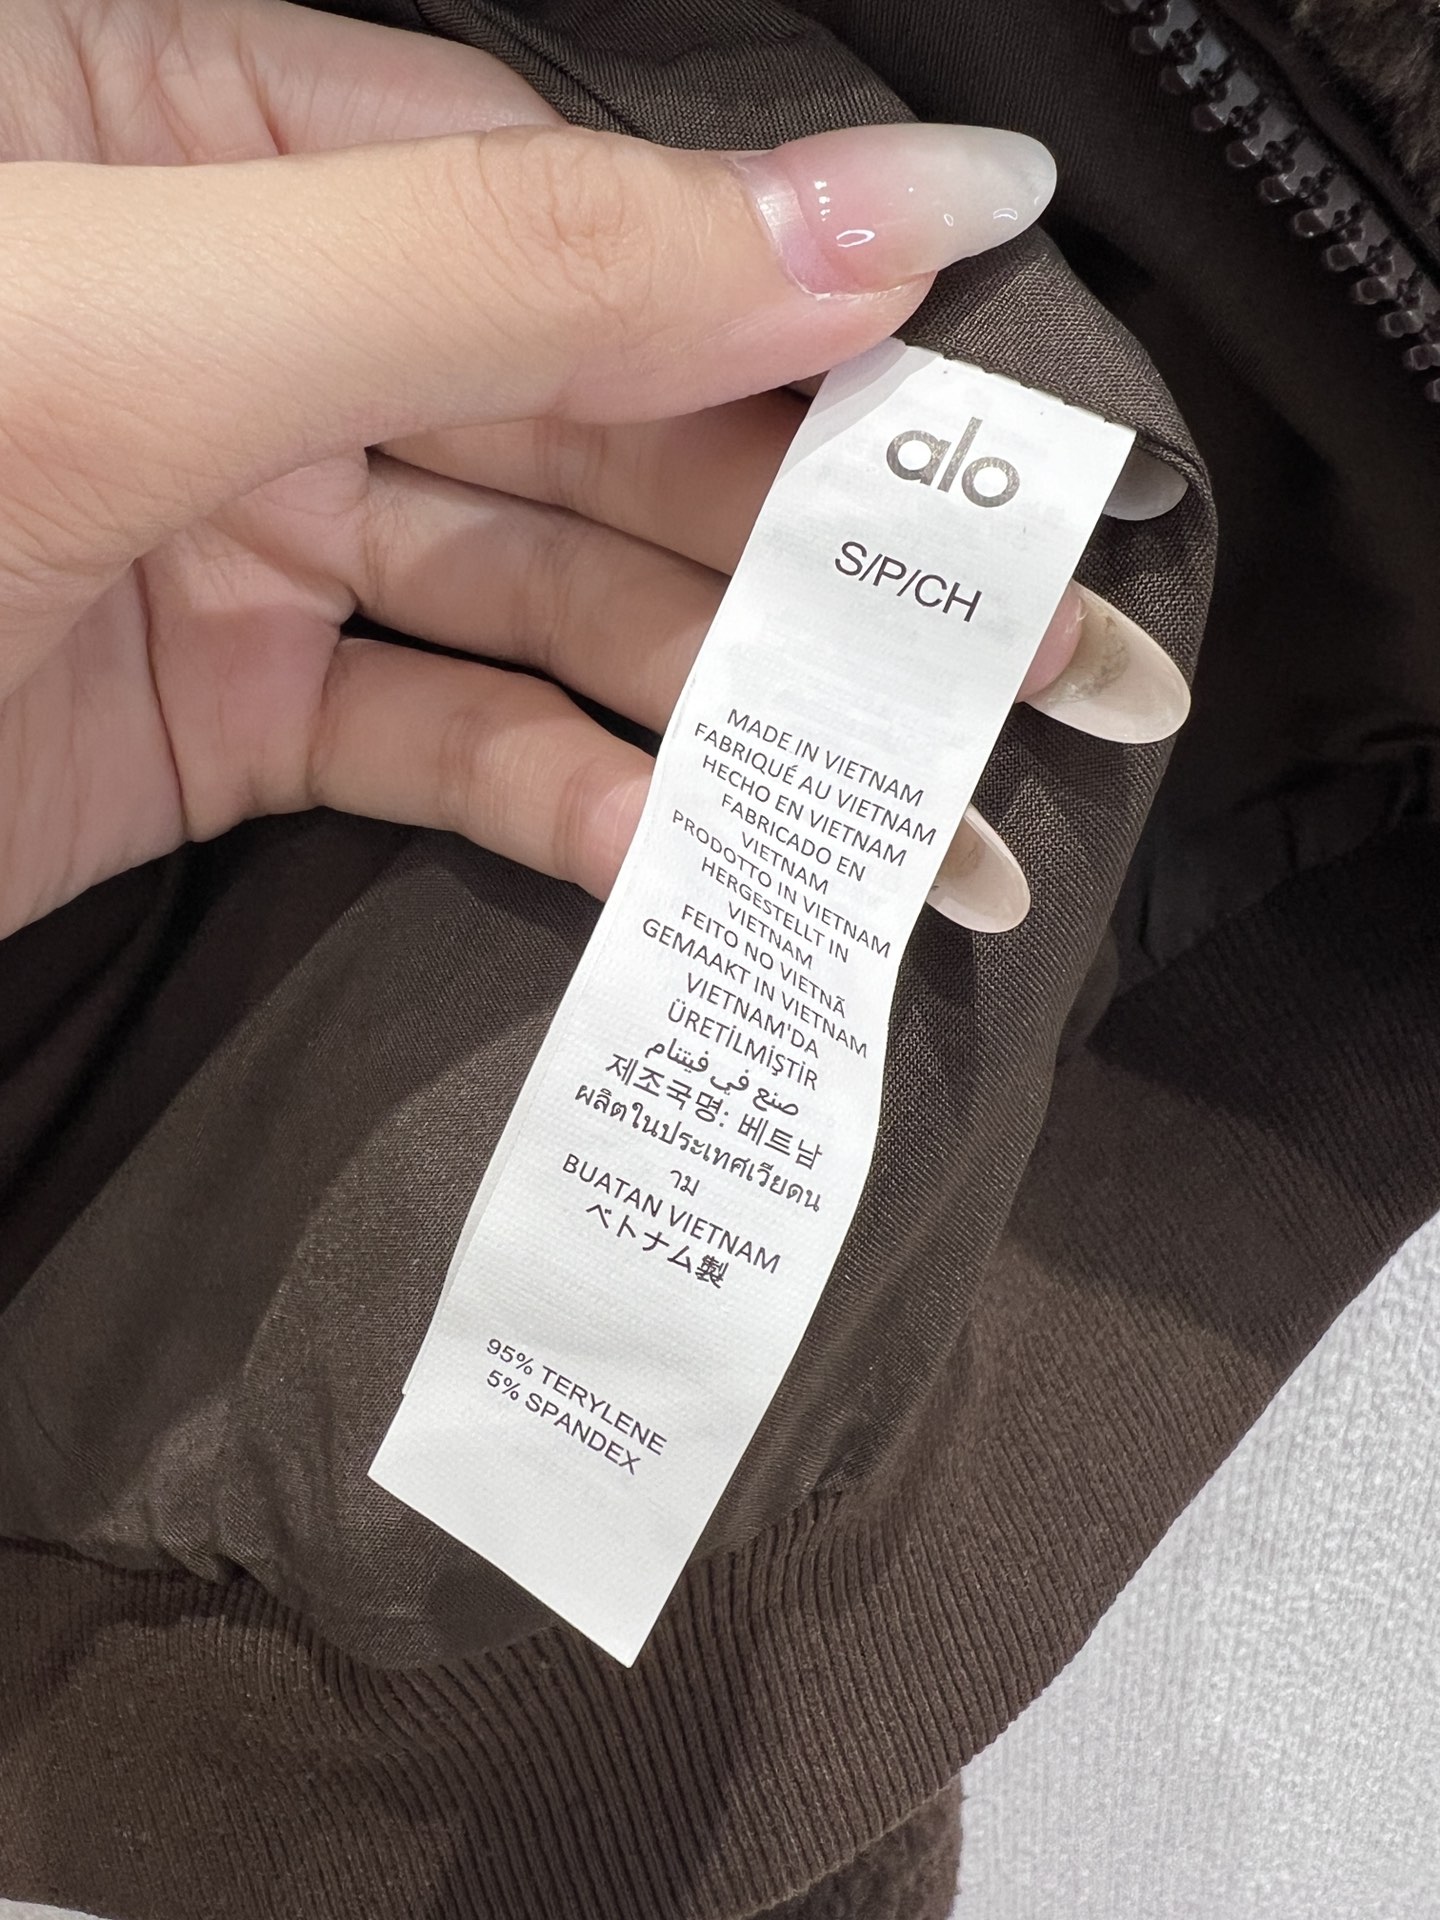 alo
S/P/CH
MADE IN VIETNAM
FABRIQUÉ AU VIETNAM
HECHO EN VIETNAM
FABRICADO EN
VIETNAM
PRODOTTO IN VIETNAM
HERGESTELLT IN
VIETNAM
FEITO NO VIETNÃ
GEMAAKT IN VIETNAM
VIETNAM'DA
ÜRETİLMİŞTİR
صنع في فيتنام
제조국명: 베트남
ผลิตในประเทศเวียดน
าม
BUATAN VIETNAM
ベトナム製
95% TERYLENE
5% SPANDEX